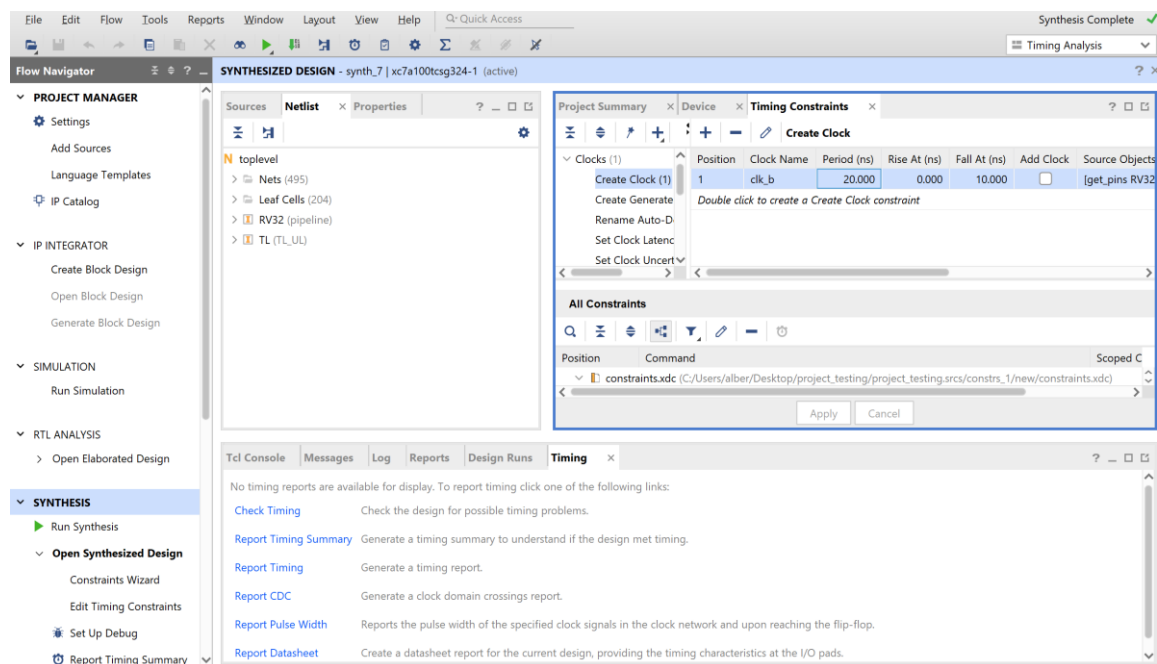 File Edit Flow Tools Reports Window Layout View Help Q- Quick Access Synthesis Complete
Timing Analysis
Flow Navigator
SYNTHESIZED DESIGN - synth_7 | xc7a100tcsg324-1 (active)
PROJECT MANAGER
Settings
Add Sources
Language Templates
IP Catalog
IP INTEGRATOR
Create Block Design
Open Block Design
Generate Block Design
SIMULATION
Run Simulation
RTL ANALYSIS
Open Elaborated Design
SYNTHESIS
Run Synthesis
Open Synthesized Design
Constraints Wizard
Edit Timing Constraints
Set Up Debug
Report Timing Summary
Sources Netlist Properties
N toplevel
Nets (495)
Leaf Cells (204)
RV32 (pipeline)
TL (TL_UL)
Project Summary Device Timing Constraints
Create Clock
Clocks (1)
Create Clock (1)
Create Generate
Rename Auto-D
Set Clock Latenc
Set Clock Uncert
Position Clock Name Period (ns) Rise At (ns) Fall At (ns) Add Clock Source Objects
1 clk_b 20.000 0.000 10.000 [get_pins RV32
Double click to create a Create Clock constraint
All Constraints
Position Command Scoped C
constraints.xdc (C:/Users/alber/Desktop/project_testing/project_testing.srcs/constrs_1/new/constraints.xdc)
Apply Cancel
Tcl Console Messages Log Reports Design Runs Timing
No timing reports are available for display. To report timing click one of the following links:
Check Timing Check the design for possible timing problems.
Report Timing Summary Generate a timing summary to understand if the design met timing.
Report Timing Generate a timing report.
Report CDC Generate a clock domain crossings report.
Report Pulse Width Reports the pulse width of the specified clock signals in the clock network and upon reaching the flip-flop.
Report Datasheet Create a datasheet report for the current design, providing the timing characteristics at the I/O pads.